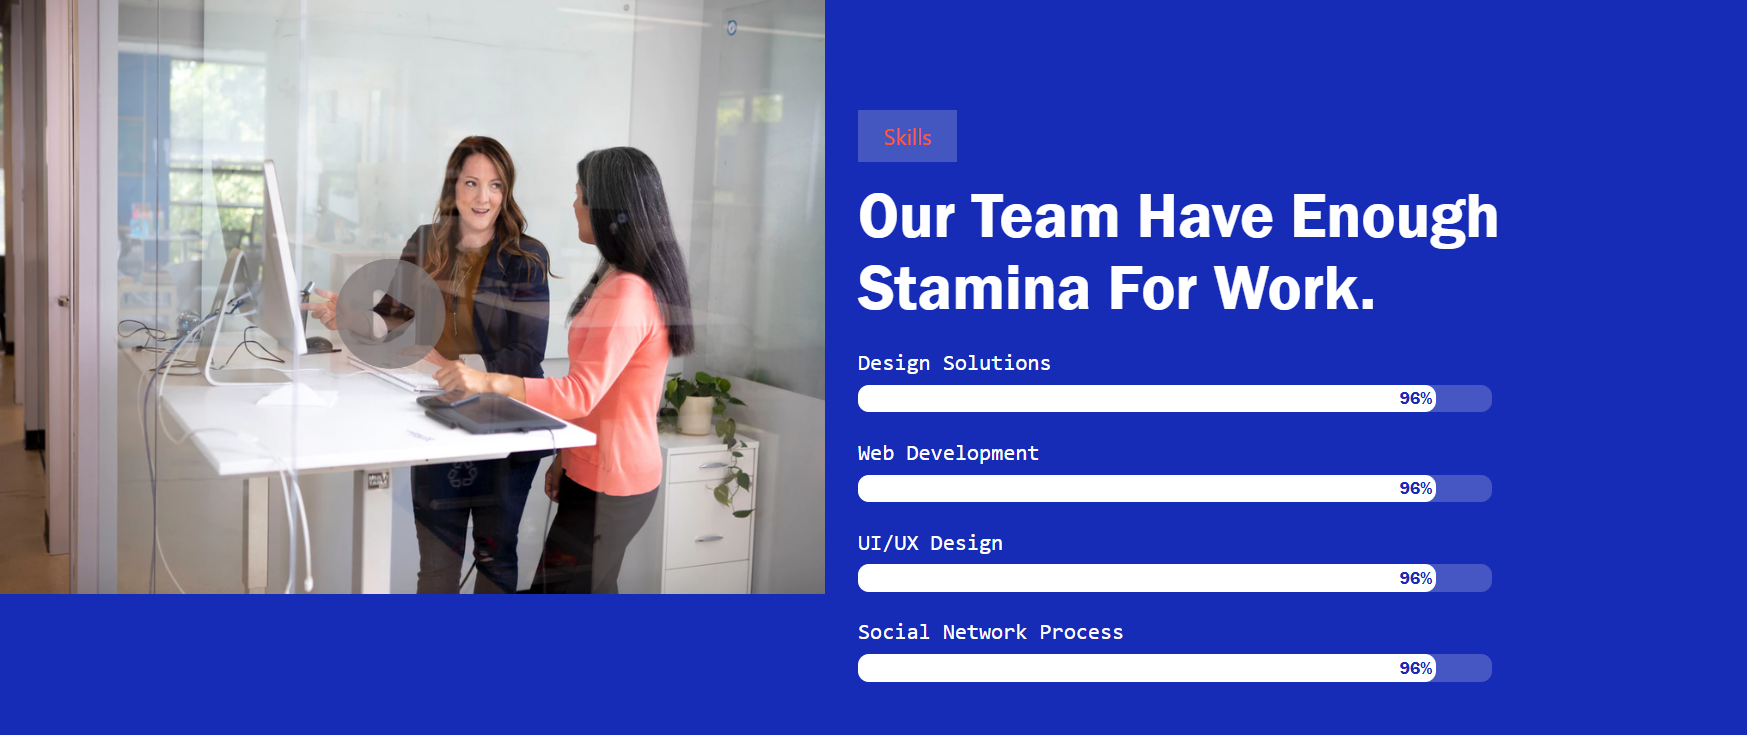 Skills
Our Team Have Enough
Stamina For Work.
Design Solutions
96%
Web Development
96%
UI/UX Design
96%
Social Network Process
96%